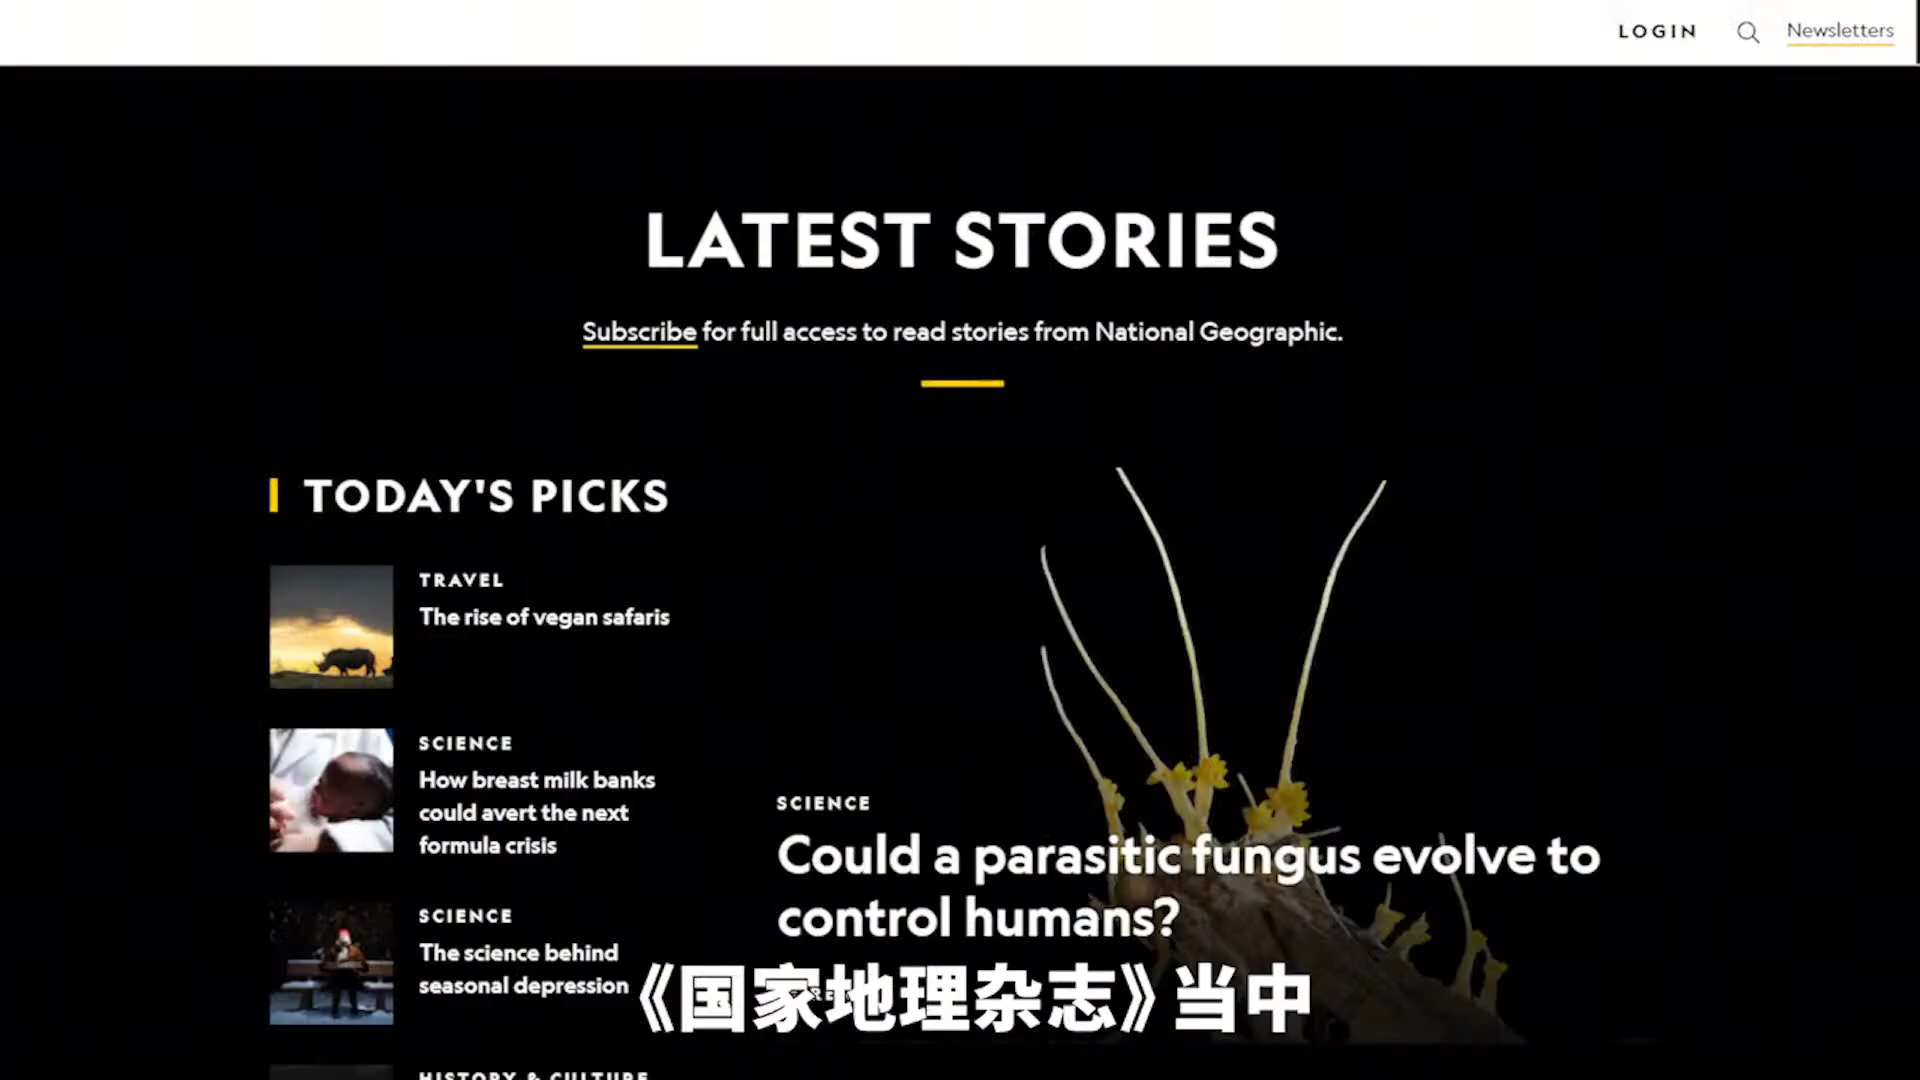 LOGIN
Newsletters
LATEST STORIES
Subscribe for full access to read stories from National Geographic.
TODAY'S PICKS
TRAVEL
The rise of vegan safaris
SCIENCE
How breast milk banks
could avert the next
formula crisis
SCIENCE
The science behind
seasonal depression
SCIENCE
Could a parasitic fungus evolve to
control humans?
《国家地理杂志》当中
HISTORY & CULTURE